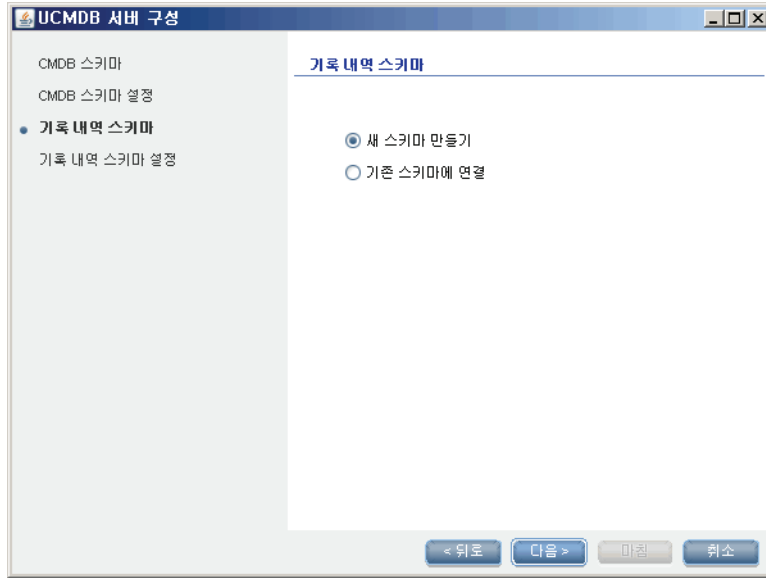 UCMDB 서버 구성
CMDB 스키마
CMDB 스키마 설정
기록 내역 스키마
기록 내역 스키마 설정
기록 내역 스키마
새 스키마 만들기
기존 스키마에 연결
< 뒤로
다음 >
마침
취소